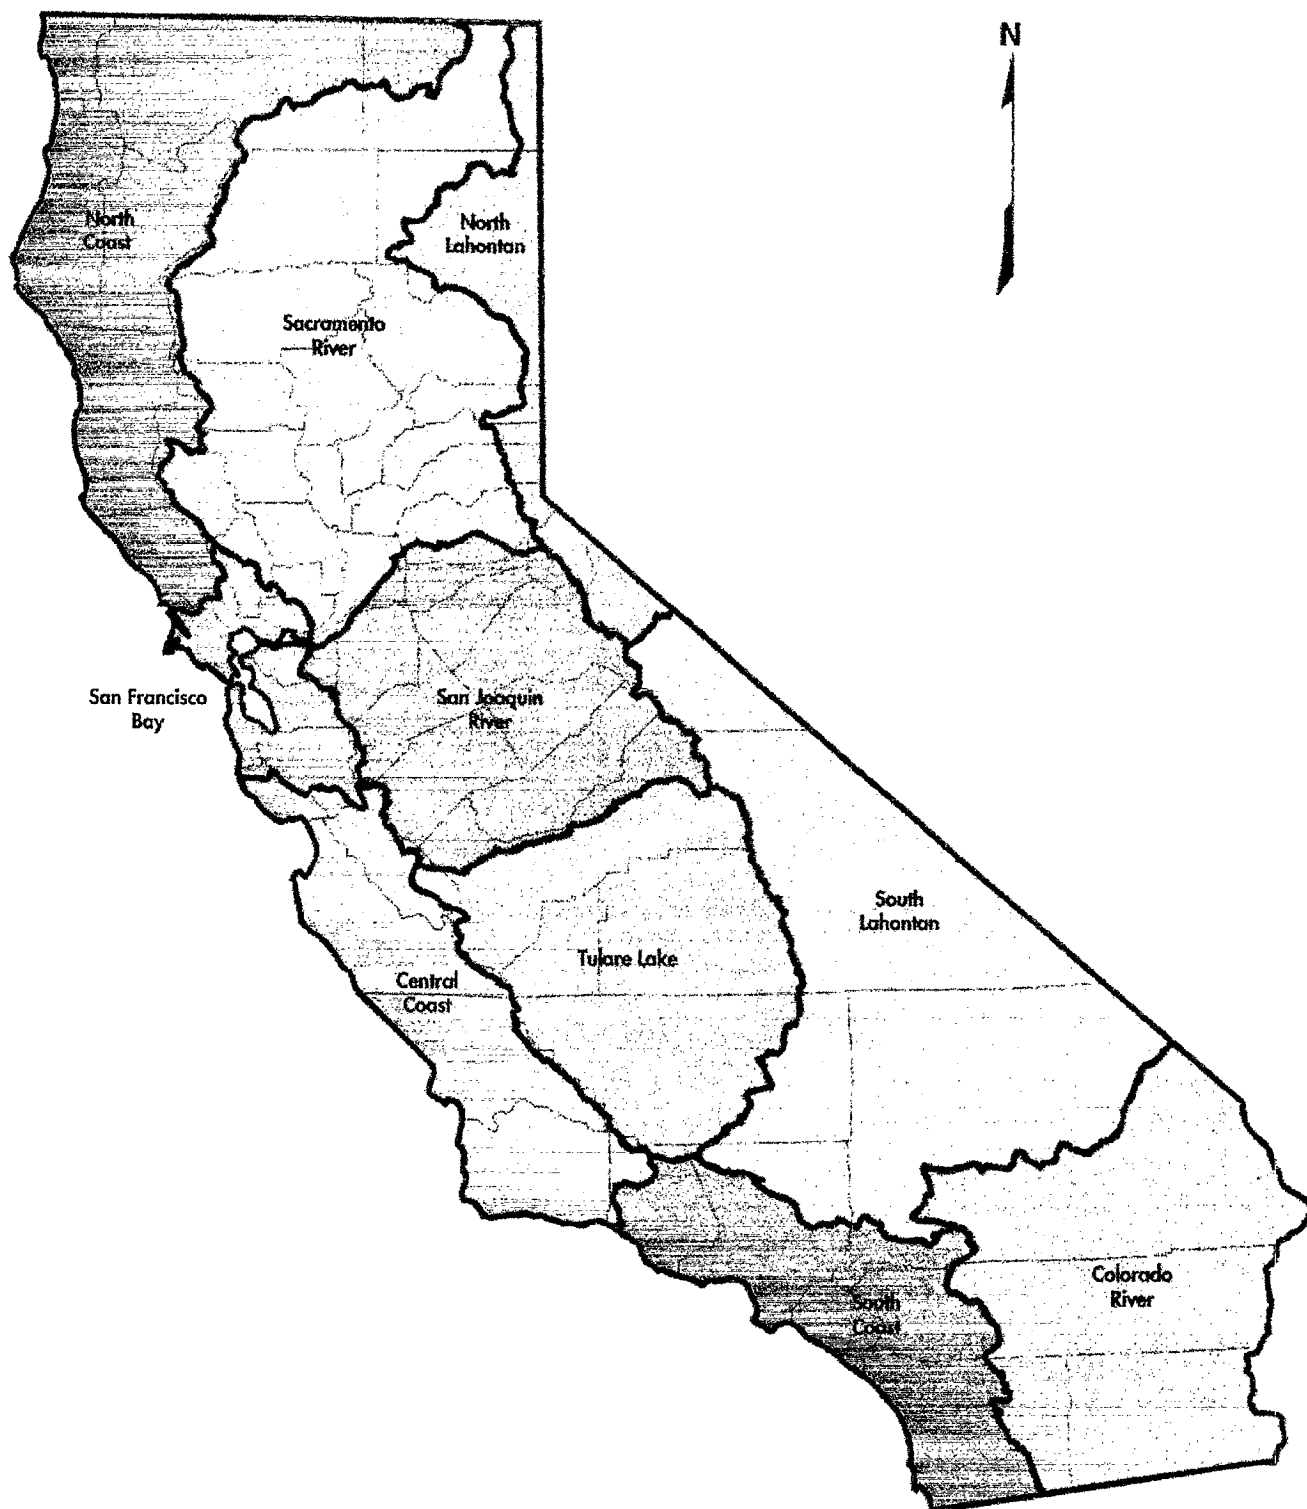 N
North
Coast
North
Lahontan
Sacramento
River
San Francisco
Bay
San Joaquin
River
South
Lahontan
Tulare Lake
Central
Coast
Colorado
River
South
Coast